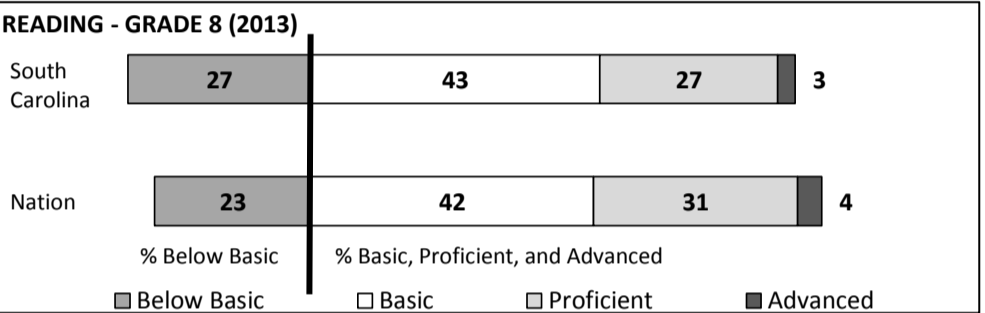 READING - GRADE 8 (2013)
South
Carolina
27
43
27
3
Nation
23
42
31
4
% Below Basic
% Basic, Proficient, and Advanced
Below Basic
Basic
Proficient
Advanced